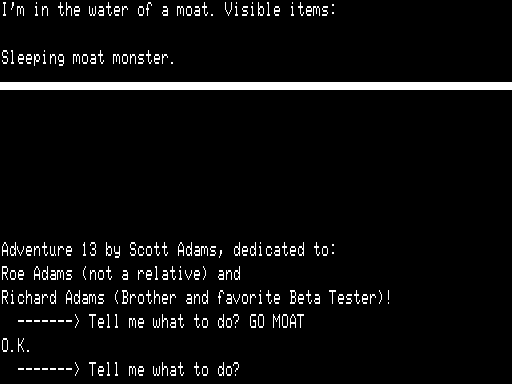 I'm in the water of a moat. Visible items:
Sleeping moat monster.
Adventure 13 by Scott Adams, dedicated to:
Roe Adams (not a relative) and
Richard Adams (Brother and favorite Beta Tester)!
-------> Tell me what to do? GO MOAT
O.K.
-------> Tell me what to do?